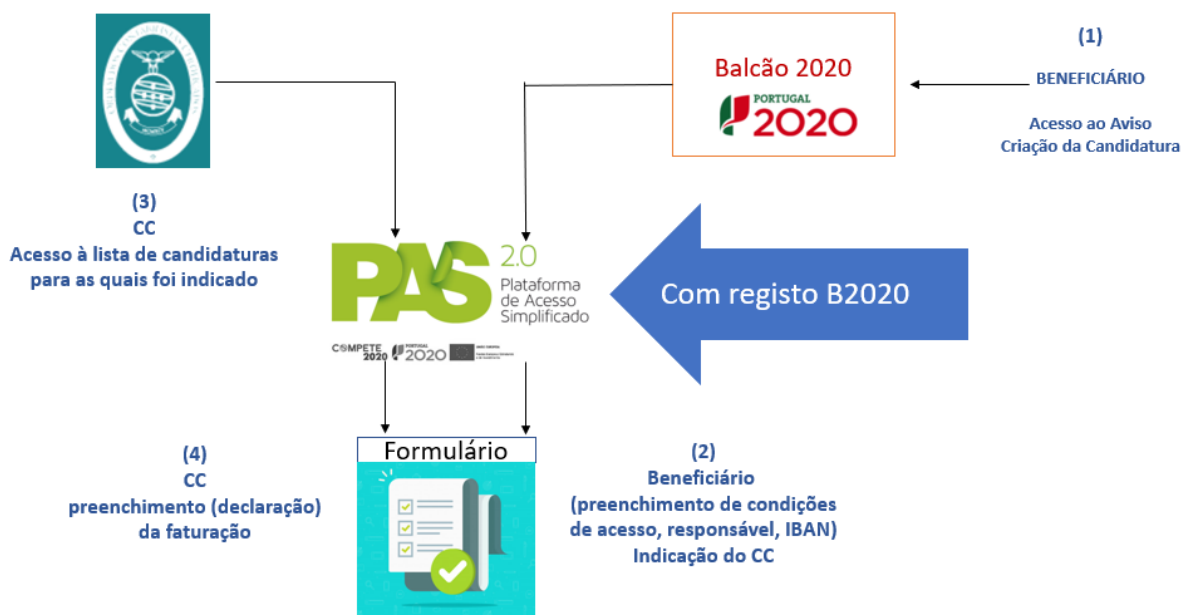 (1)
BENEFICIÁRIO
Acesso ao Aviso
Criação da Candidatura
Balcão 2020
PORTUGAL
2020
(3)
CC
Acesso à lista de candidaturas
para as quais foi indicado
PAS
2.0
Plataforma
de Acesso
Simplificado
COMPETE
2020
PORTUGAL
2020
Com registo B2020
Formulário
(4)
CC
preenchimento (declaração)
da faturação
(2)
Beneficiário
(preenchimento de condições
de acesso, responsável, IBAN)
Indicação do CC